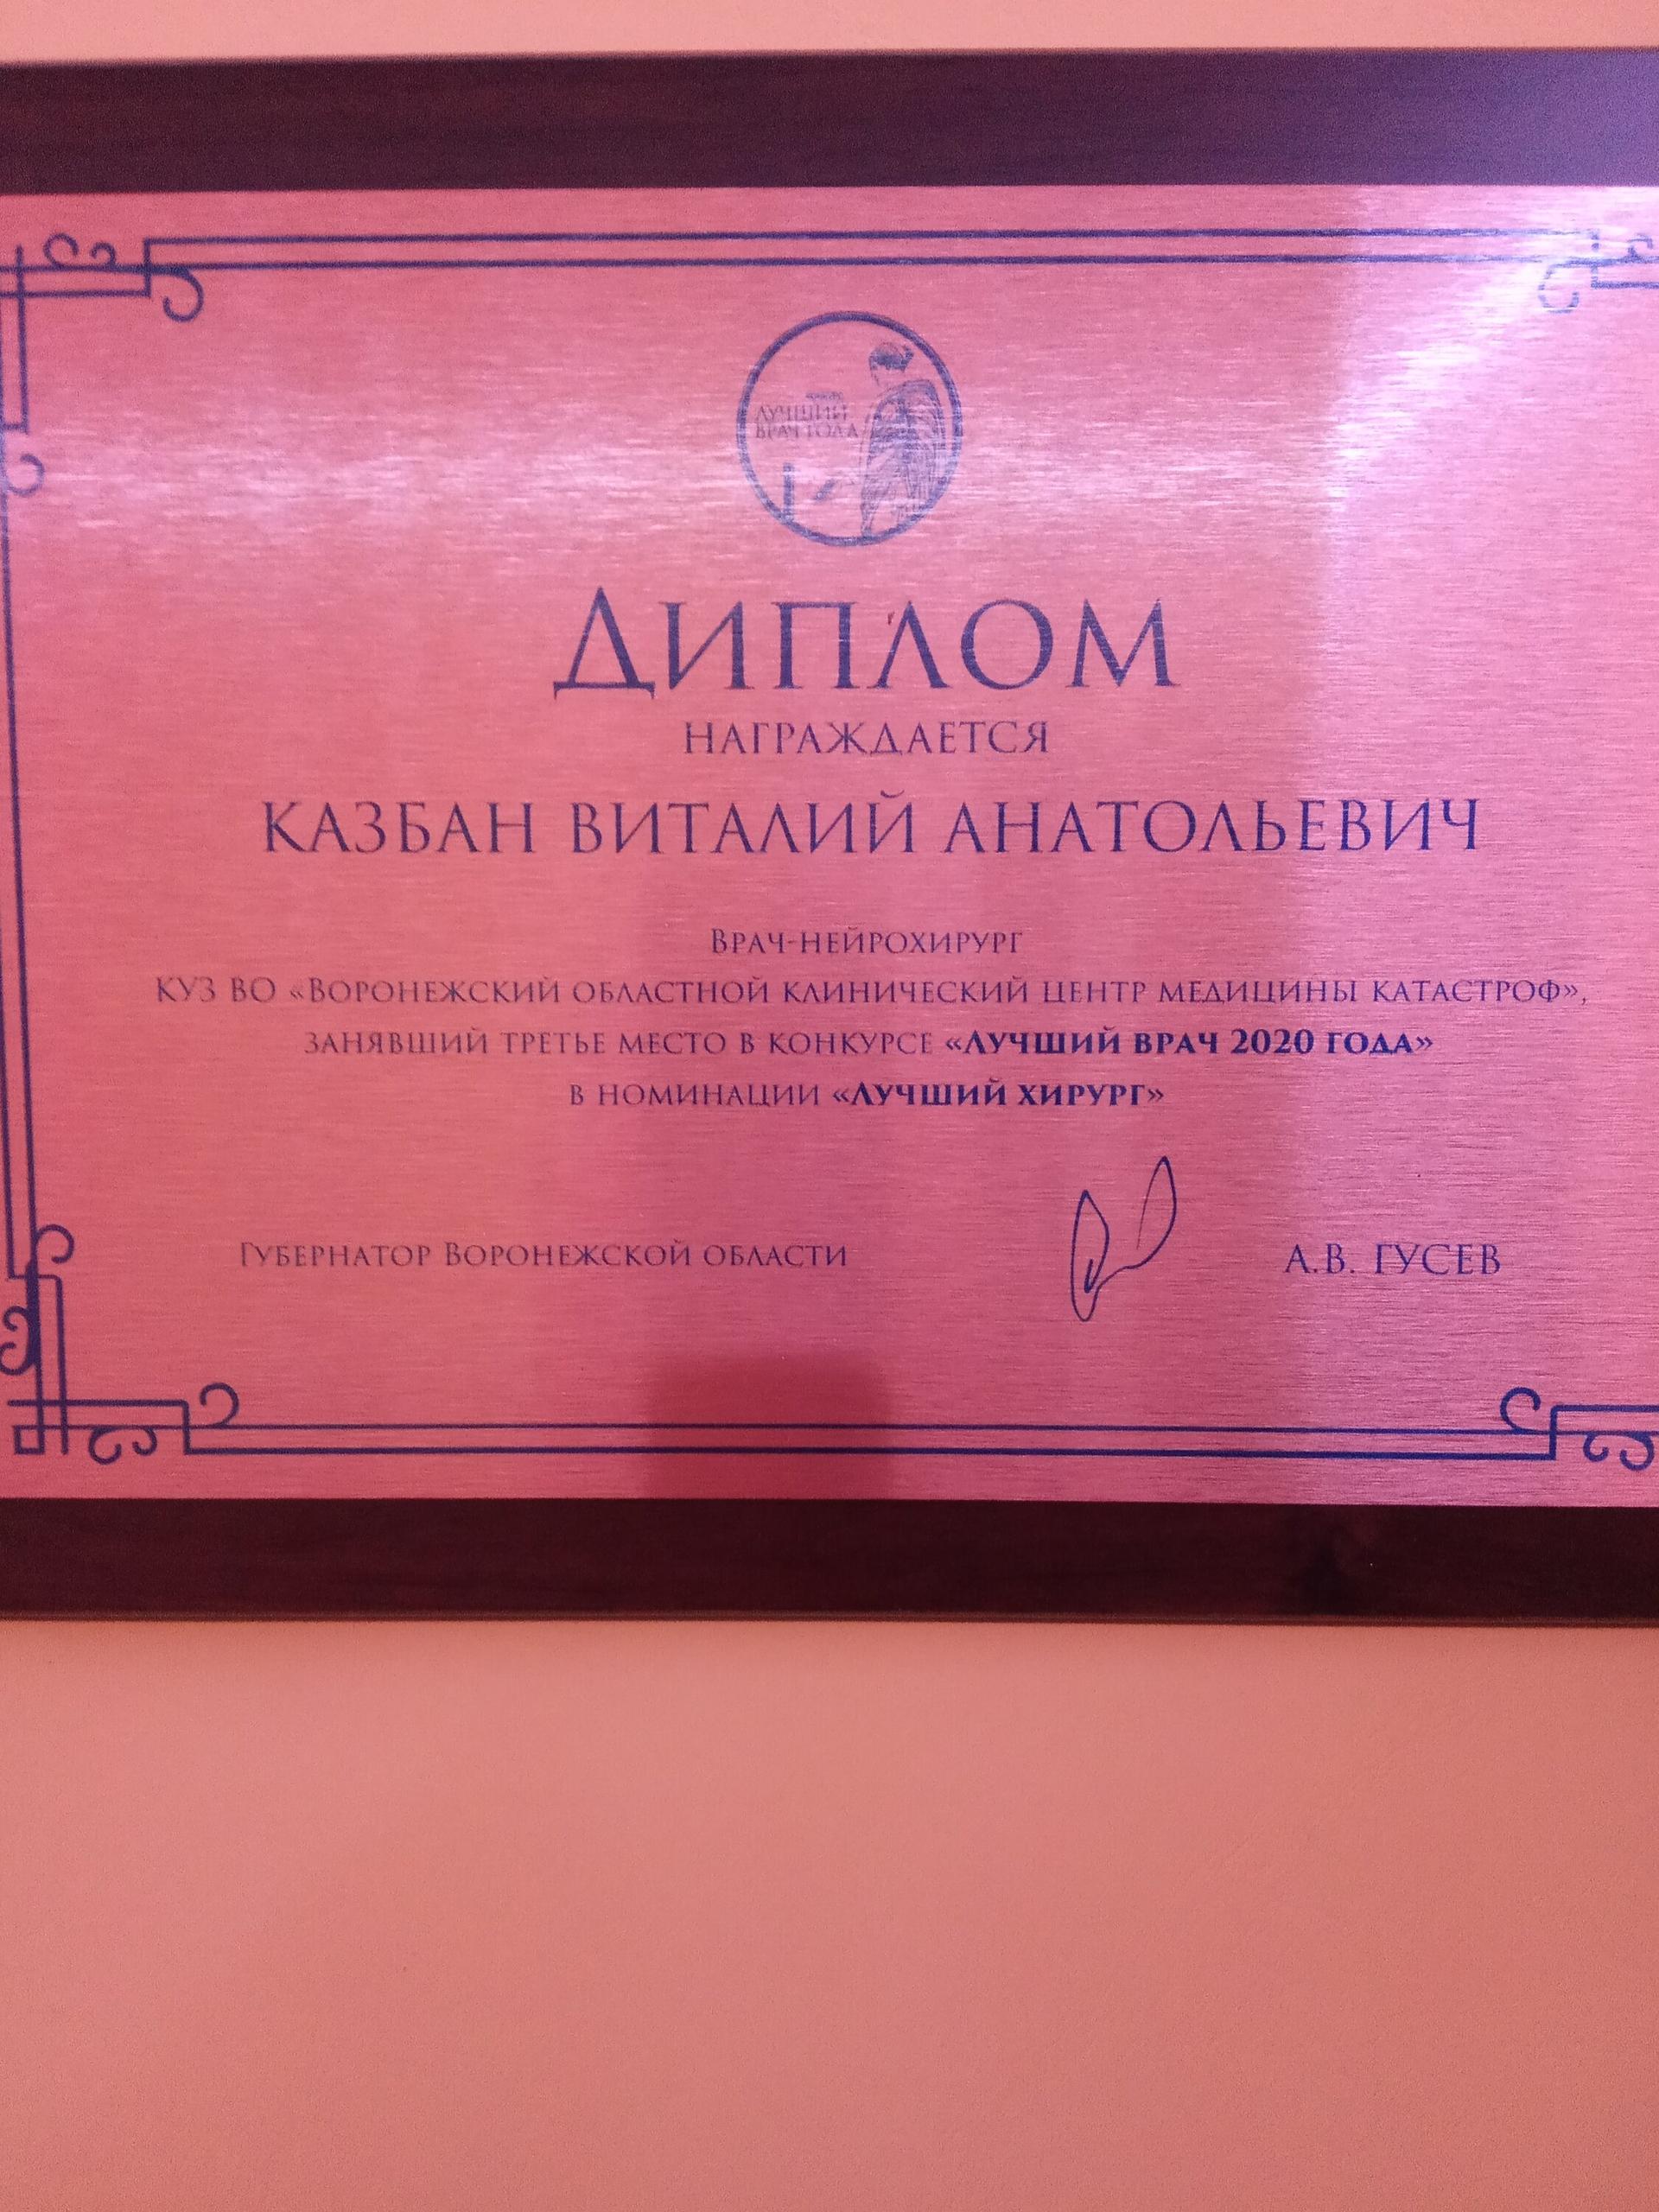 ЛУЧШИЙ
ВРАЧ ГОДА
ДИПЛОМ
НАГРАЖДАЕТСЯ
КАЗБАН ВИТАЛИЙ АНАТОЛЬЕВИЧ
ВРАЧ-НЕЙРОХИРУРГ
КУЗ ВО «ВОРОНЕЖСКИЙ ОБЛАСТНОЙ КЛИНИЧЕСКИЙ ЦЕНТР МЕДИЦИНЫ КАТАСТРОФ»,
ЗАНЯВШИЙ ТРЕТЬЕ МЕСТО В КОНКУРСЕ «ЛУЧШИЙ ВРАЧ 2020 ГОДА»
В НОМИНАЦИИ «ЛУЧШИЙ ХИРУРГ»
ГУБЕРНАТОР ВОРОНЕЖСКОЙ ОБЛАСТИ А.В. ГУСЕВ